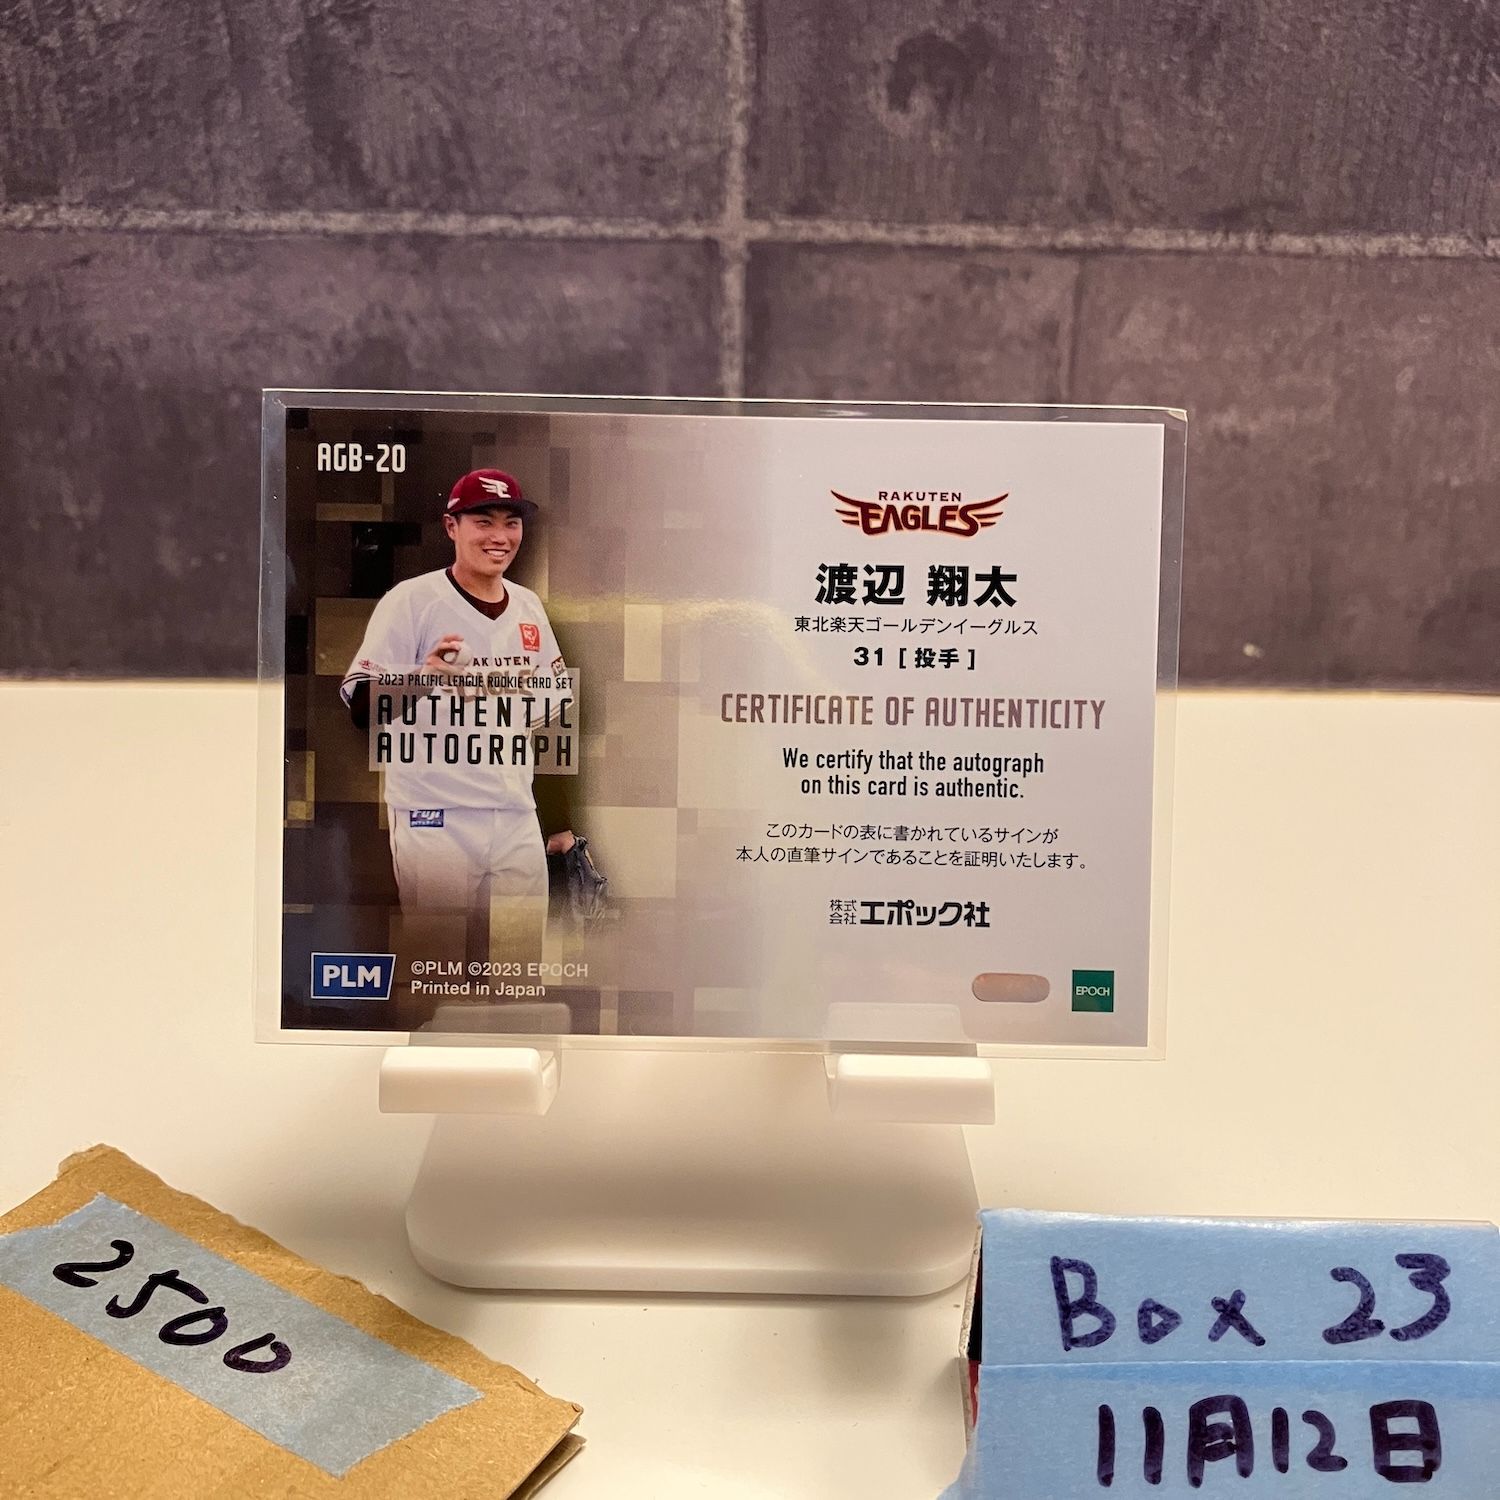 AGB-20
RAKUTEN
EAGLES
渡辺 翔太
東北楽天ゴールデンイーグルス
31 [ 投手 ]
RAKUTEN
EAGLES
2023 PACIFIC LEAGUE ROOKIE CARD SET
AUTHENTIC
AUTOGRAPH
CERTIFICATE OF AUTHENTICITY
We certify that the autograph
on this card is authentic.
このカードの表に書かれているサインが
本人の直筆サインであることを証明いたします。
株式会社エポック社
PLM
©PLM ©2023 EPOCH
Printed in Japan
EPOCH
2500
Box 23
11月12日